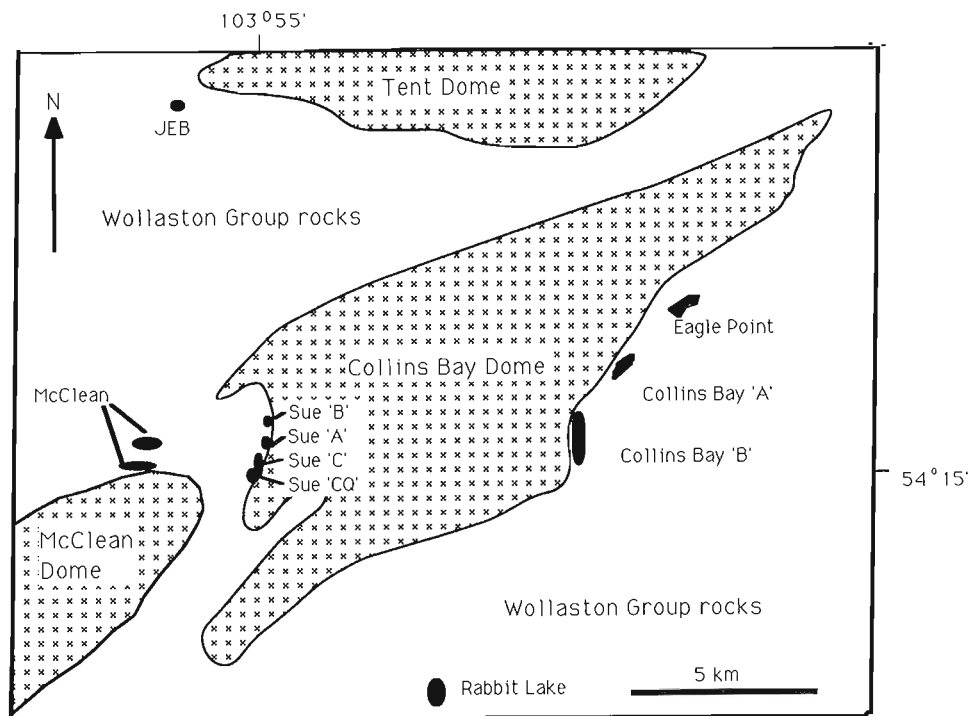 103°55'
N
Tent Dome
JEB
Wollaston Group rocks
Eagle Point
Collins Bay Dome
McClean
Collins Bay 'A'
Sue 'B'
Sue 'A'
Collins Bay 'B'
Sue 'C'
54°15'
Sue 'CQ'
McClean
Dome
Wollaston Group rocks
5 km
Rabbit Lake